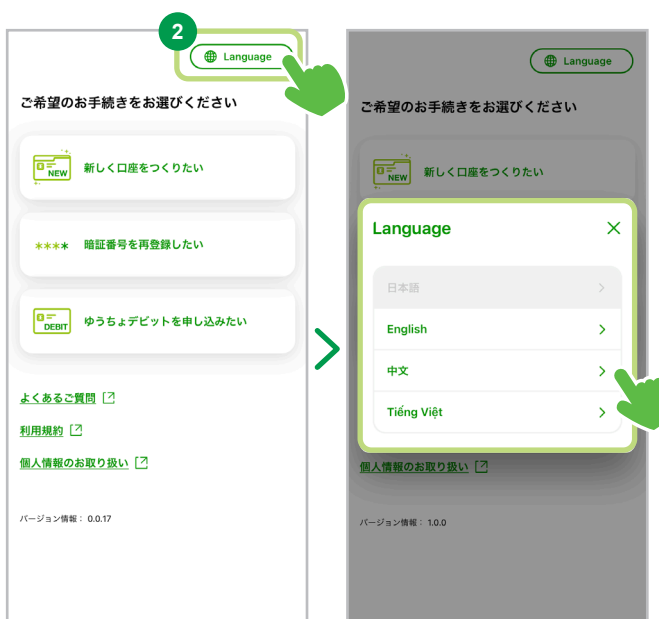 2
Language
ご希望のお手続きをお選びください
NEW
新しく口座をつくりたい
****
暗証番号を再登録したい
DEBIT
ゆうちょデビットを申し込みたい
よくあるご質問
利用規約
個人情報のお取り扱い
バージョン情報： 0.0.17
Language
ご希望のお手続きをお選びください
NEW
新しく口座をつくりたい
Language
日本語
English
中文
Tiếng Việt
個人情報のお取り扱い
バージョン情報： 1.0.0